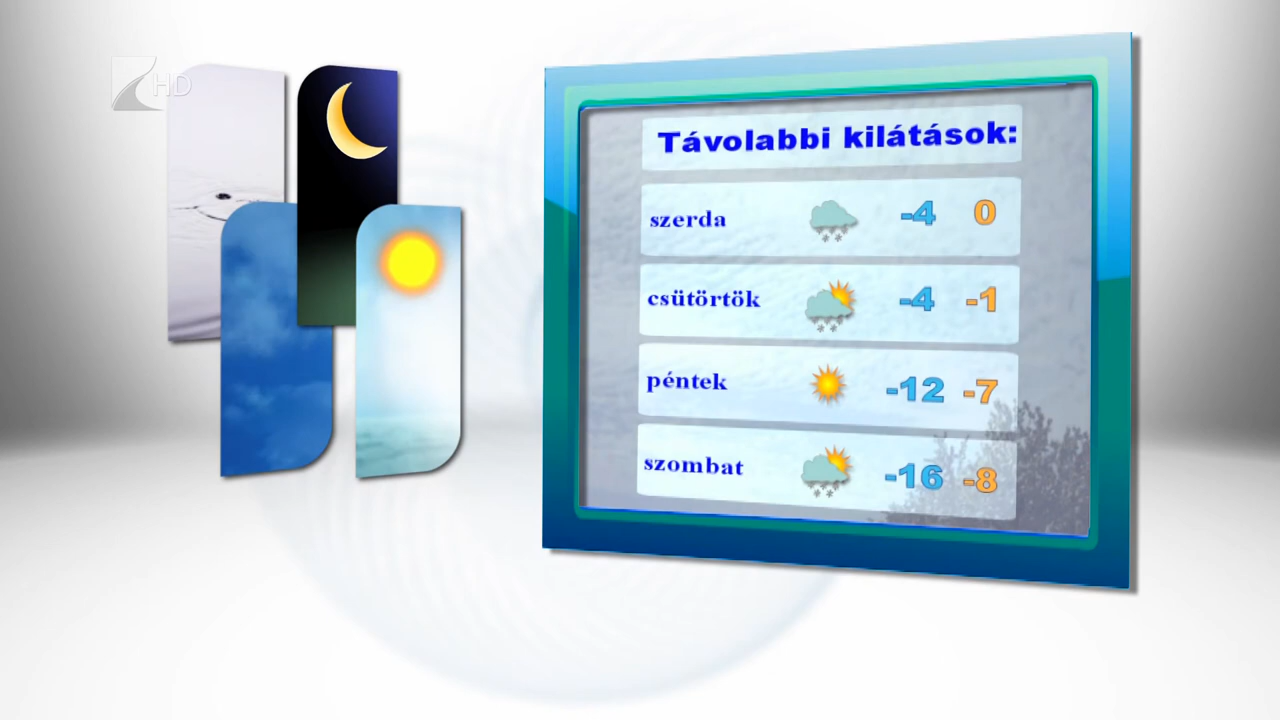 HD
Távolabbi kilátások:
szerda -4 0
csütörtök -4 -1
péntek -12 -7
szombat -16 -8